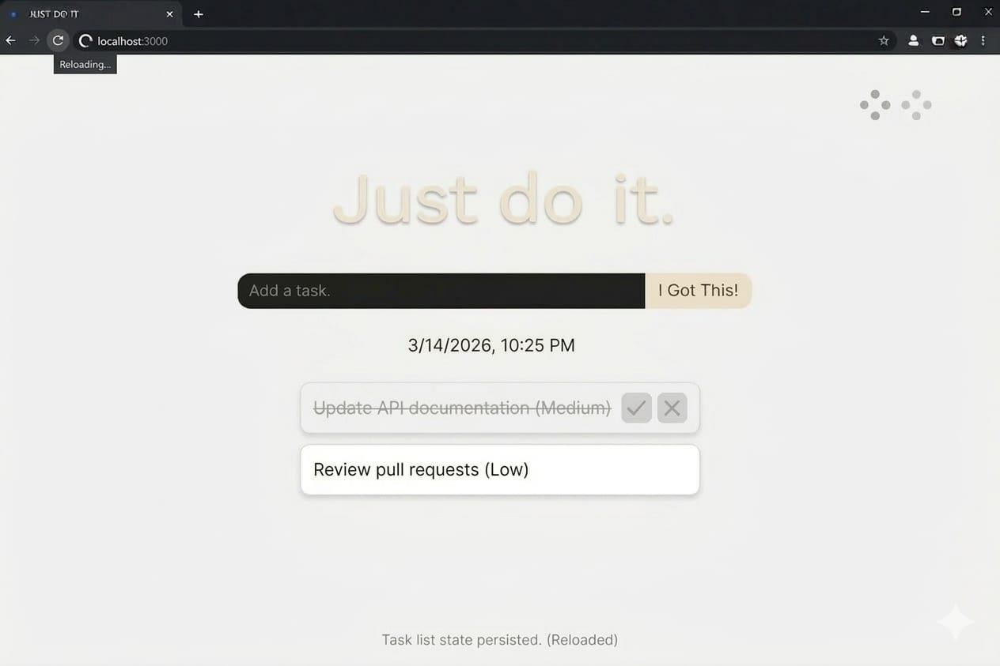 JUST DO IT
localhost:3000
Reloading...
Just do it.
Add a task.
I Got This!
3/14/2026, 10:25 PM
Update API documentation (Medium)
Review pull requests (Low)
Task list state persisted. (Reloaded)